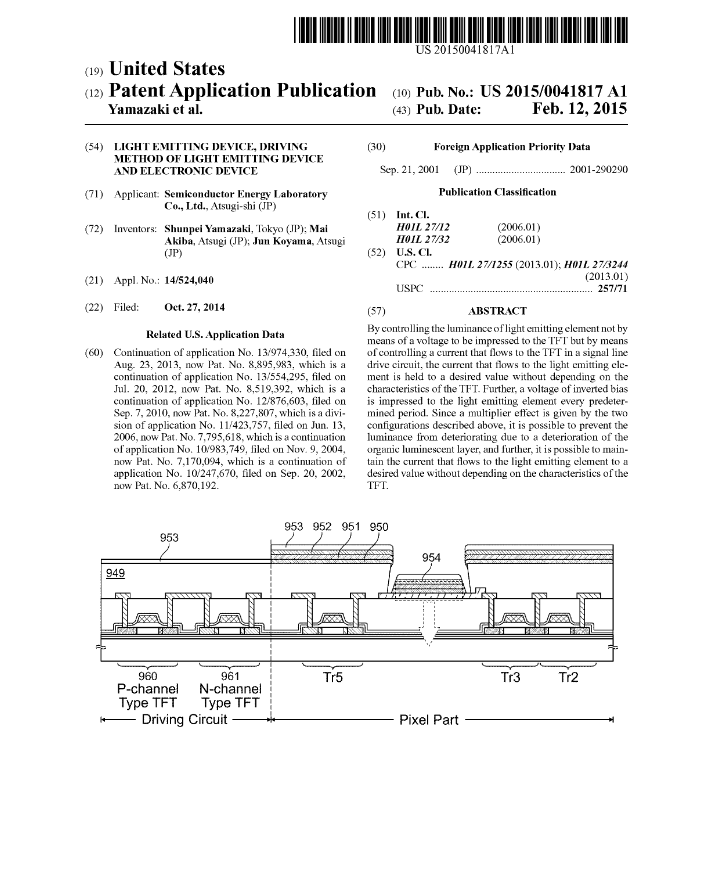 US 20150041817A1
(19) United States
(12) Patent Application Publication
Yamazaki et al.
(10) Pub. No.: US 2015/0041817 A1
(43) Pub. Date: Feb. 12, 2015
(54) LIGHT EMITTING DEVICE, DRIVING
METHOD OF LIGHT EMITTING DEVICE
AND ELECTRONIC DEVICE
(71) Applicant: Semiconductor Energy Laboratory
Co., Ltd., Atsugi-shi (JP)
(72) Inventors: Shunpei Yamazaki, Tokyo (JP); Mai
Akiba, Atsugi (JP); Jun Koyama, Atsugi
(JP)
(21) Appl. No.: 14/524,040
(22) Filed: Oct. 27, 2014
Related U.S. Application Data
(60) Continuation of application No. 13/974,330, filed on
Aug. 23, 2013, now Pat. No. 8,895,983, which is a
continuation of application No. 13/554,295, filed on
Jul. 20, 2012, now Pat. No. 8,519,392, which is a
continuation of application No. 12/876,603, filed on
Sep. 7, 2010, now Pat. No. 8,227,807, which is a divi-
sion of application No. 11/423,757, filed on Jun. 13,
2006, now Pat. No. 7,795,618, which is a continuation
of application No. 10/983,749, filed on Nov. 9, 2004,
now Pat. No. 7,170,094, which is a continuation of
application No. 10/247,670, filed on Sep. 20, 2002,
now Pat. No. 6,870,192.
(30) Foreign Application Priority Data
Sep. 21, 2001 (JP) ................................. 2001-290290
Publication Classification
(51) Int. Cl.
H01L 27/12 (2006.01)
H01L 27/32 (2006.01)
(52) U.S. Cl.
CPC ........ H01L 27/1255 (2013.01); H01L 27/3244
(2013.01)
USPC ............................................................ 257/71
(57) ABSTRACT
By controlling the luminance of light emitting element not by
means of a voltage to be impressed to the TFT but by means
of controlling a current that flows to the TFT in a signal line
drive circuit, the current that flows to the light emitting ele-
ment is held to a desired value without depending on the
characteristics of the TFT. Further, a voltage of inverted bias
is impressed to the light emitting element every predeter-
mined period. Since a multiplier effect is given by the two
configurations described above, it is possible to prevent the
luminance from deteriorating due to a deterioration of the
organic luminescent layer, and further, it is possible to main-
tain the current that flows to the light emitting element to a
desired value without depending on the characteristics of the
TFT.
953 953 952 951 950
954
949
960 961 Tr5 Tr3 Tr2
P-channel N-channel
Type TFT Type TFT
Driving Circuit Pixel Part